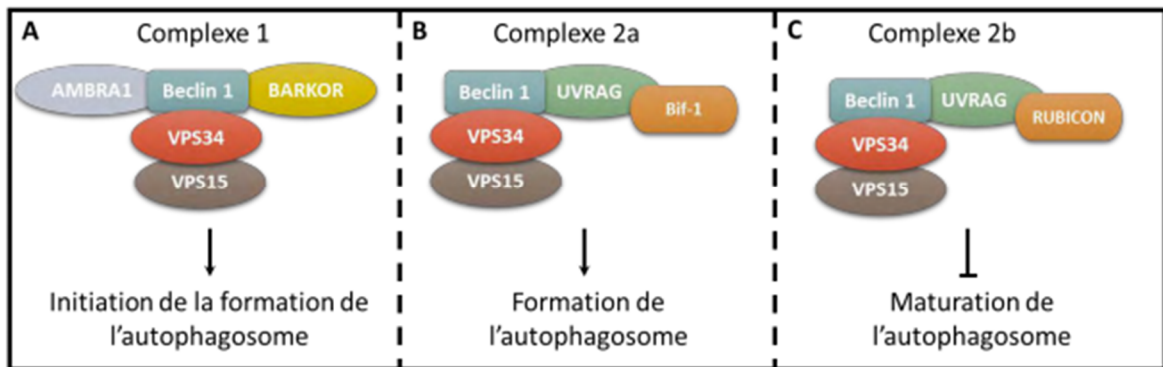 A Complexe 1
AMBRA1 Beclin 1 BARKOR
VPS34
VPS15
Initiation de la formation de
l'autophagosome
B Complexe 2a
Beclin 1 UVRAG
Bif-1
VPS34
VPS15
Formation de
l'autophagosome
C Complexe 2b
Beclin 1 UVRAG
RUBICON
VPS34
VPS15
Maturation de
l'autophagosome